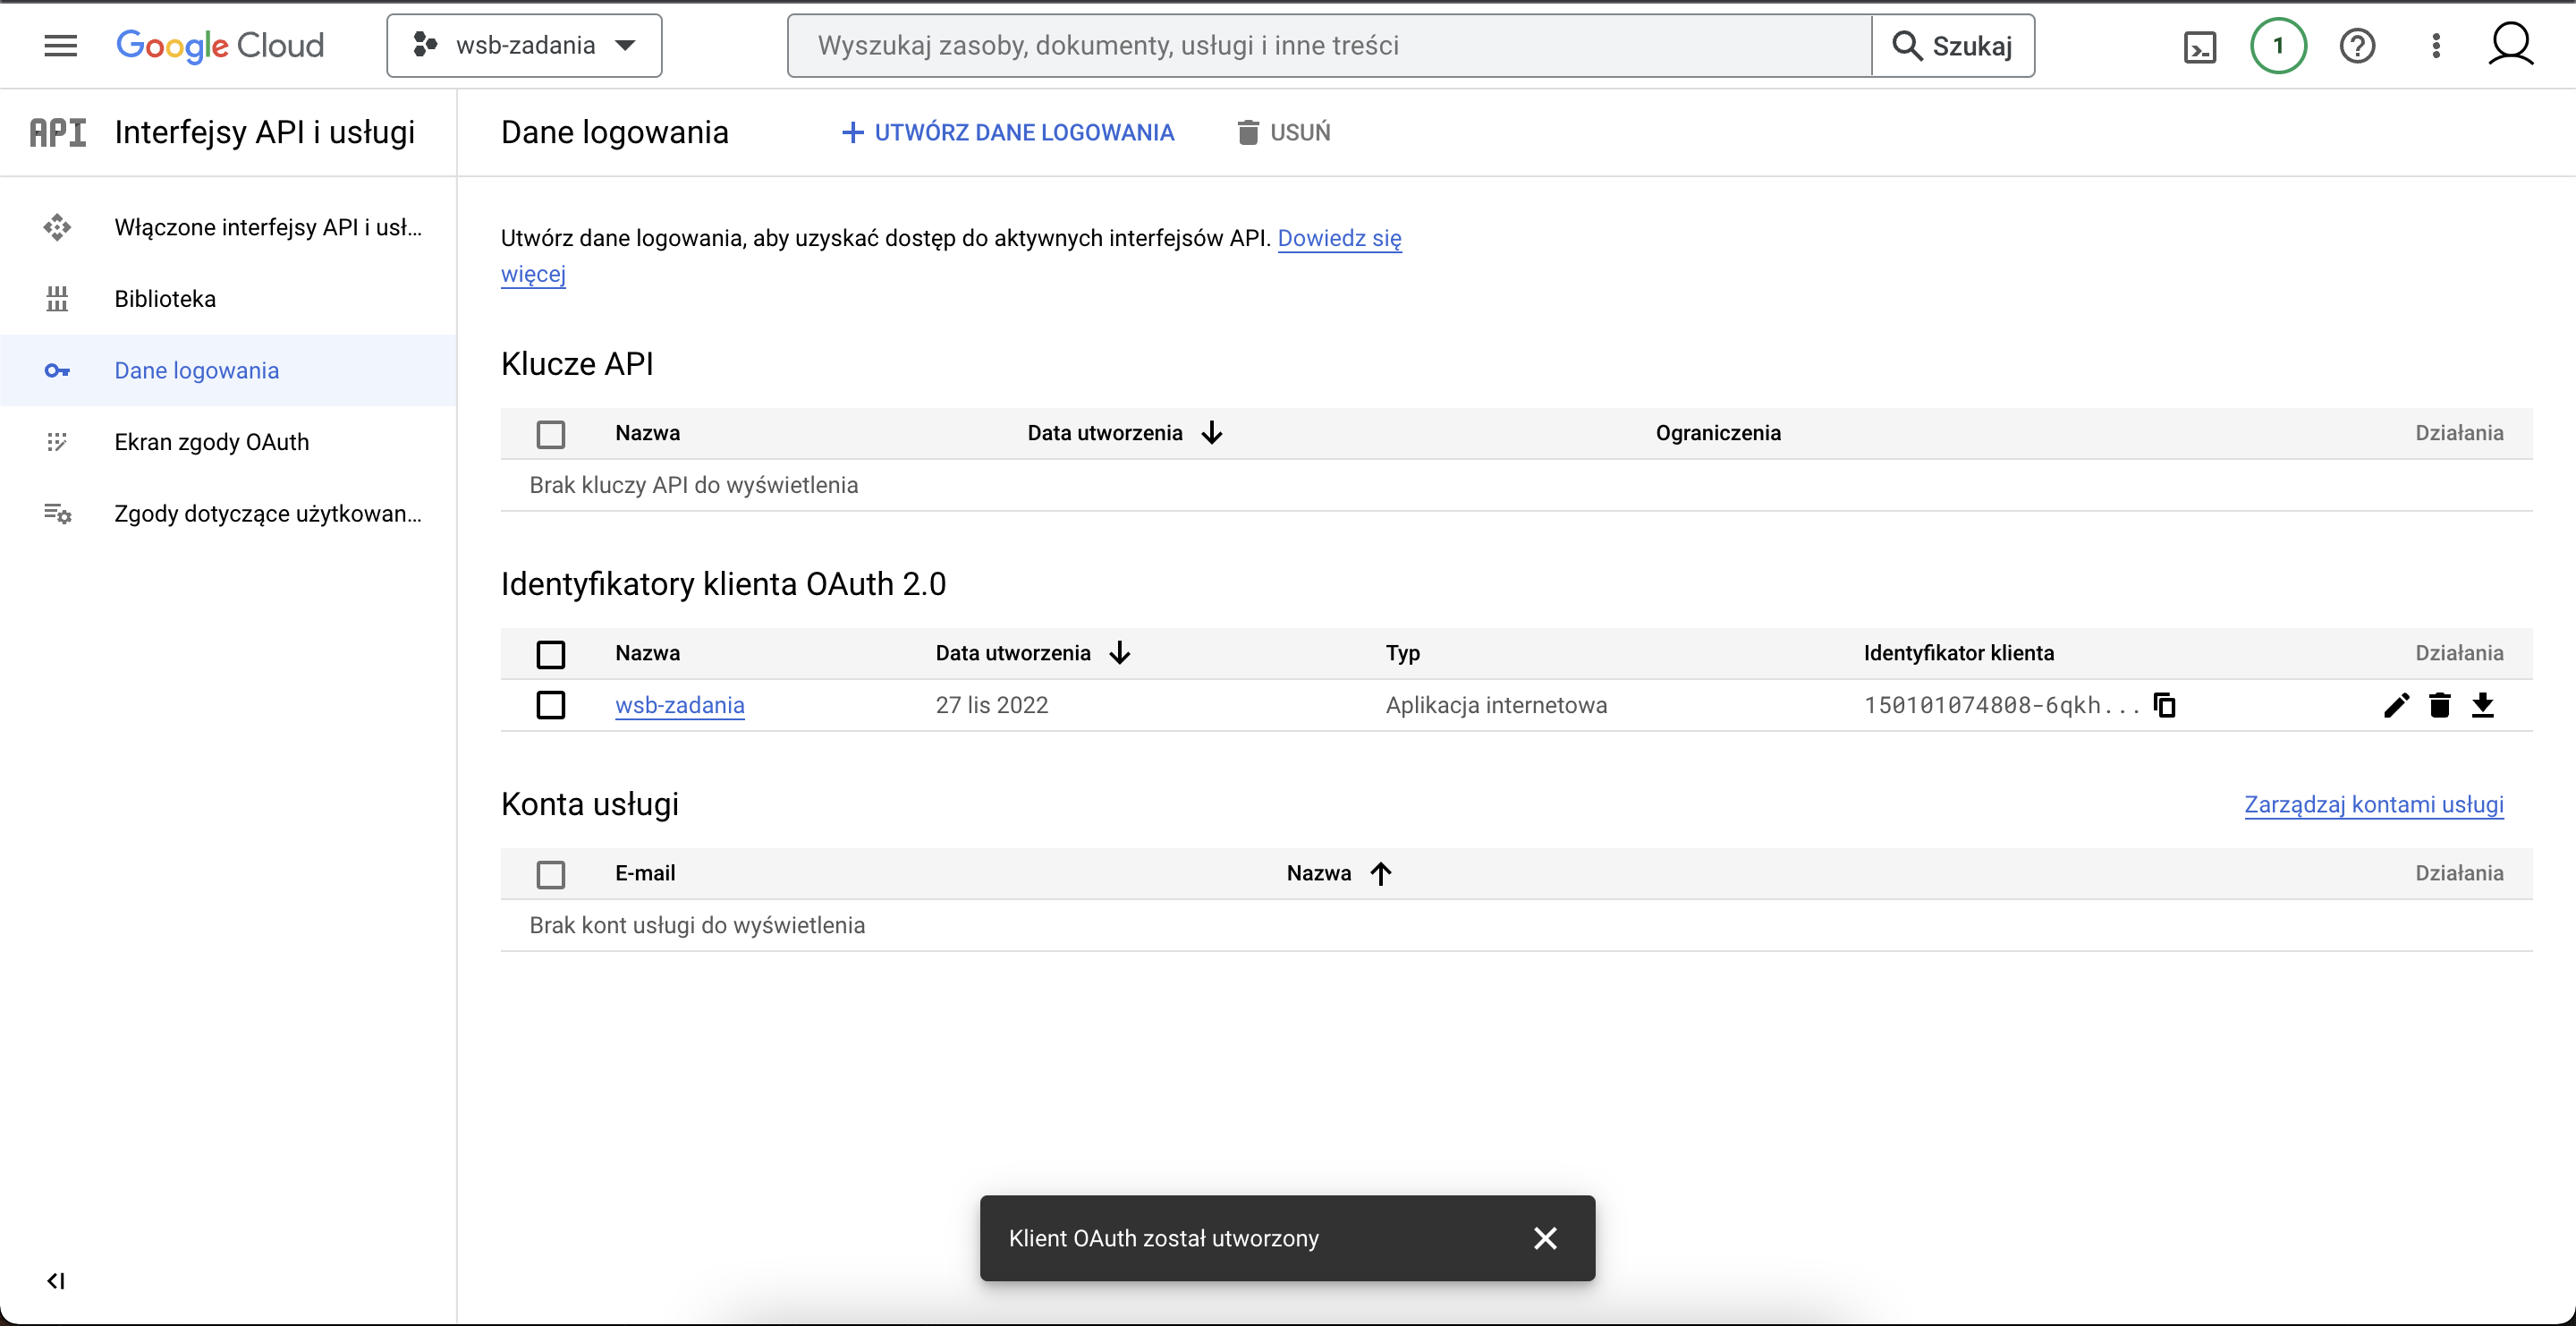 Google Cloud
wsb-zadania
Wyszukaj zasoby, dokumenty, usługi i inne treści
Szukaj
1
API
Interfejsy API i usługi
Dane logowania
UTWÓRZ DANE LOGOWANIA
USUŃ
Włączone interfejsy API i usł...
Biblioteka
Dane logowania
Ekran zgody OAuth
Zgody dotyczące użytkowan...
Utwórz dane logowania, aby uzyskać dostęp do aktywnych interfejsów API. Dowiedz się
więcej
Klucze API
Nazwa Data utworzenia Ograniczenia Działania
Brak kluczy API do wyświetlenia
Identyfikatory klienta OAuth 2.0
Nazwa Data utworzenia Typ Identyfikator klienta Działania
wsb-zadania 27 lis 2022 Aplikacja internetowa 150101074808-6qkh...
Konta usługi
Zarządzaj kontami usługi
E-mail Nazwa Działania
Brak kont usługi do wyświetlenia
Klient OAuth został utworzony